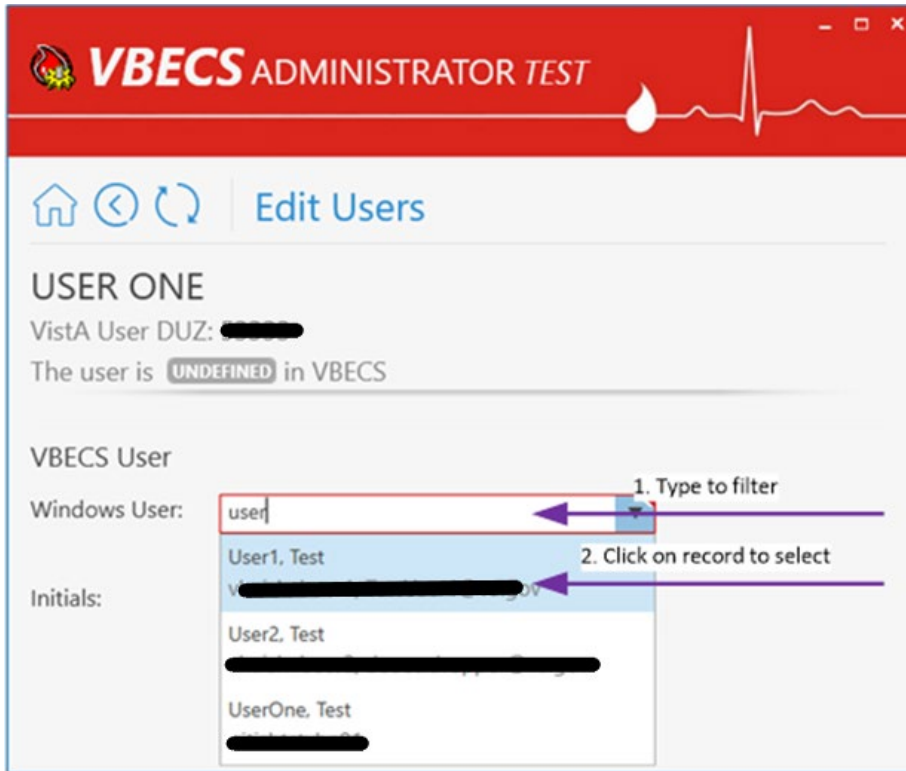 VBECS ADMINISTRATOR TEST
Edit Users
USER ONE
VistA User DUZ:
The user is UNDEFINED in VBECS
VBECS User
Windows User:
user
1. Type to filter
User1, Test
2. Click on record to select
Initials:
User2, Test
UserOne, Test